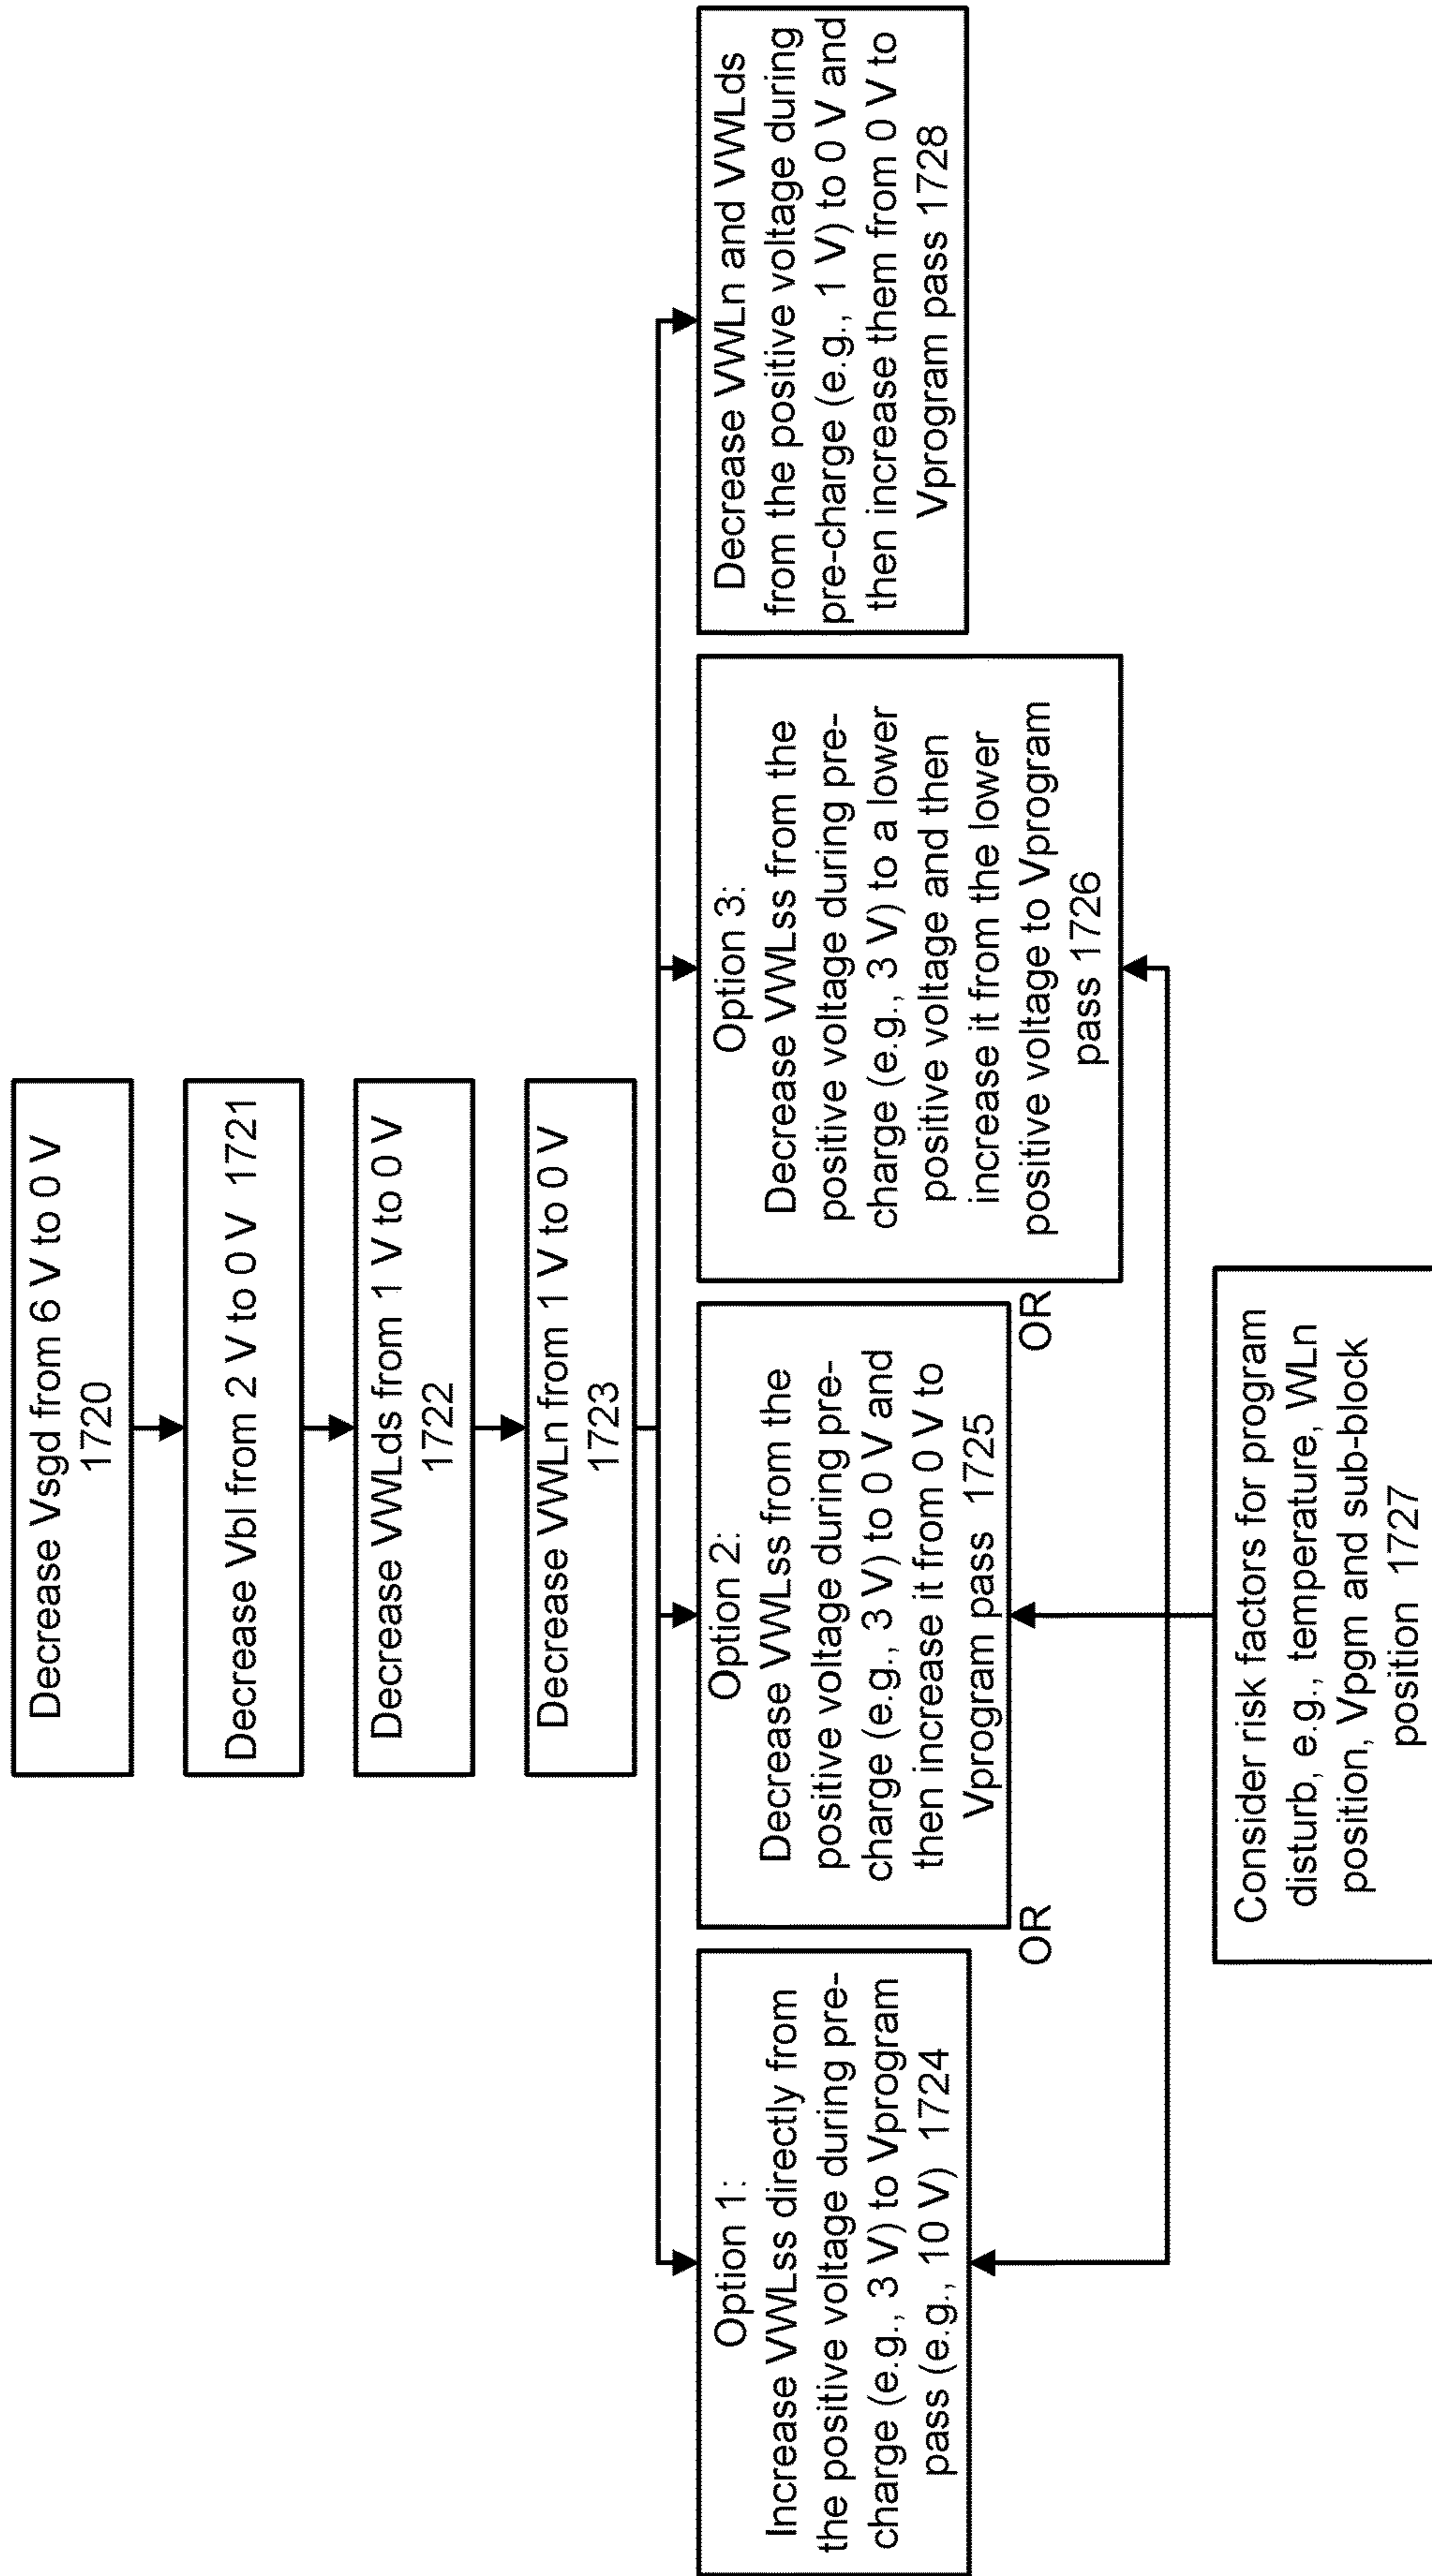 Decrease Vsgd from 6 V to 0 V
1720
Decrease Vbl from 2 V to 0 V 1721
Decrease VWLds from 1 V to 0 V
1722
Decrease VWLn from 1 V to 0 V
1723
Option 1:
Increase VWLss directly from
the positive voltage during pre-
charge (e.g., 3 V) to Vprogram
pass (e.g., 10 V) 1724
OR
Option 2:
Decrease VWLss from the
positive voltage during pre-
charge (e.g., 3 V) to 0 V and
then increase it from 0 V to
Vprogram pass 1725
OR
Option 3:
Decrease VWLss from the
positive voltage during pre-
charge (e.g., 3 V) to a lower
positive voltage and then
increase it from the lower
positive voltage to Vprogram
pass 1726
Decrease VWLn and VWLds
from the positive voltage during
pre-charge (e.g., 1 V) to 0 V and
then increase them from 0 V to
Vprogram pass 1728
Consider risk factors for program
disturb, e.g., temperature, WLn
position, Vpgm and sub-block
position 1727